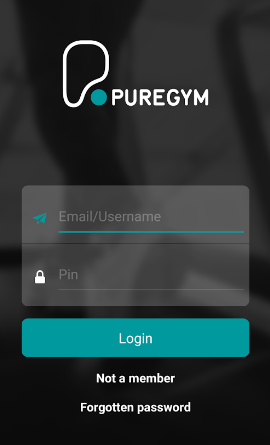 PUREGYM
Email/Username
Pin
Login
Not a member
Forgotten password